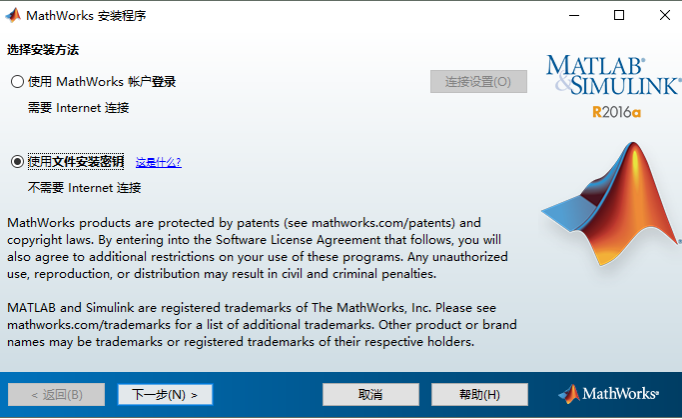 MathWorks 安装程序
选择安装方法
使用 MathWorks 帐户登录
连接设置(O)
需要 Internet 连接
MATLAB®
&SIMULINK®
R2016a
使用文件安装密钥 这是什么?
不需要 Internet 连接
MathWorks products are protected by patents (see mathworks.com/patents) and
copyright laws. By entering into the Software License Agreement that follows, you will
also agree to additional restrictions on your use of these programs. Any unauthorized
use, reproduction, or distribution may result in civil and criminal penalties.
MATLAB and Simulink are registered trademarks of The MathWorks, Inc. Please see
mathworks.com/trademarks for a list of additional trademarks. Other product or brand
names may be trademarks or registered trademarks of their respective holders.
< 返回(B) 下一步(N) > 取消 帮助(H) MathWorks®